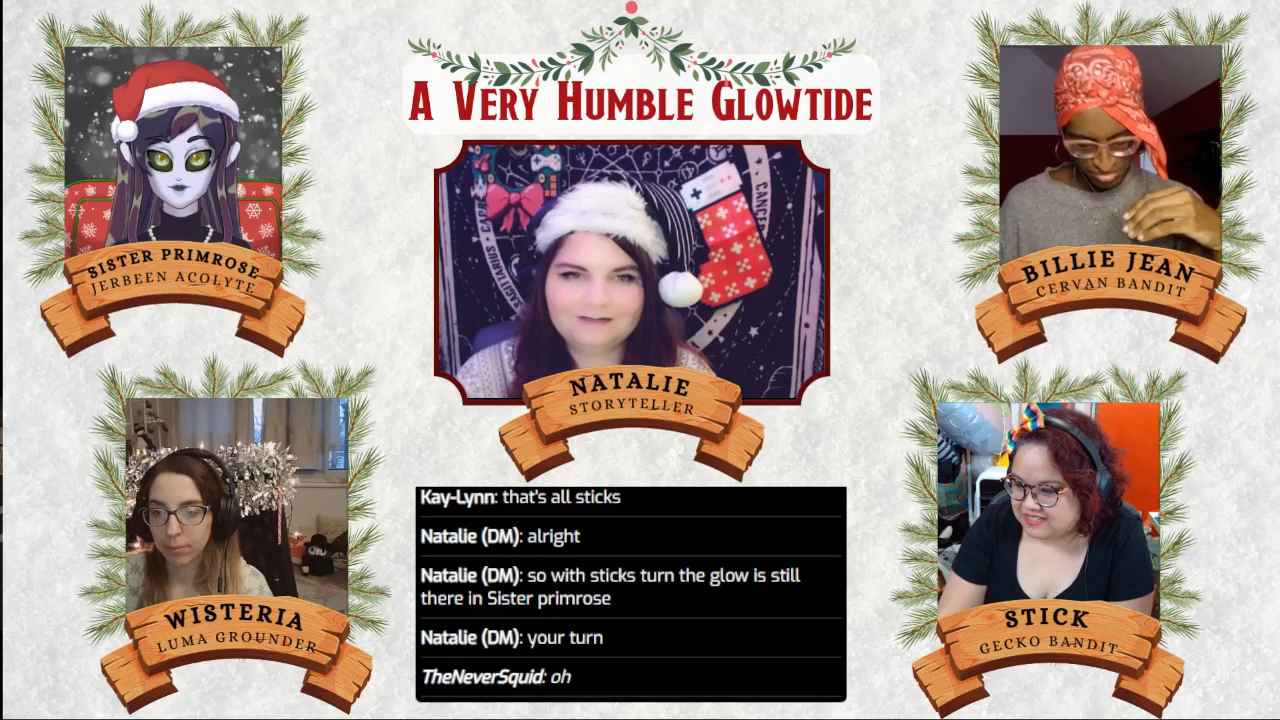 A VERY HUMBLE GLOWTIDE
SISTER PRIMROSE
JERBEEN ACOLYTE
BILLIE JEAN
CERVAN BANDIT
CANCER
SAGITTARIUS
NATALIE
STORYTELLER
WISTERIA
LUMA GROUNDER
STICK
GECKO BANDIT
Kay-Lynn: that's all sticks
Natalie (DM): alright
Natalie (DM): so with sticks turn the glow is still
there in Sister primrose
Natalie (DM): your turn
TheNeverSquid: oh